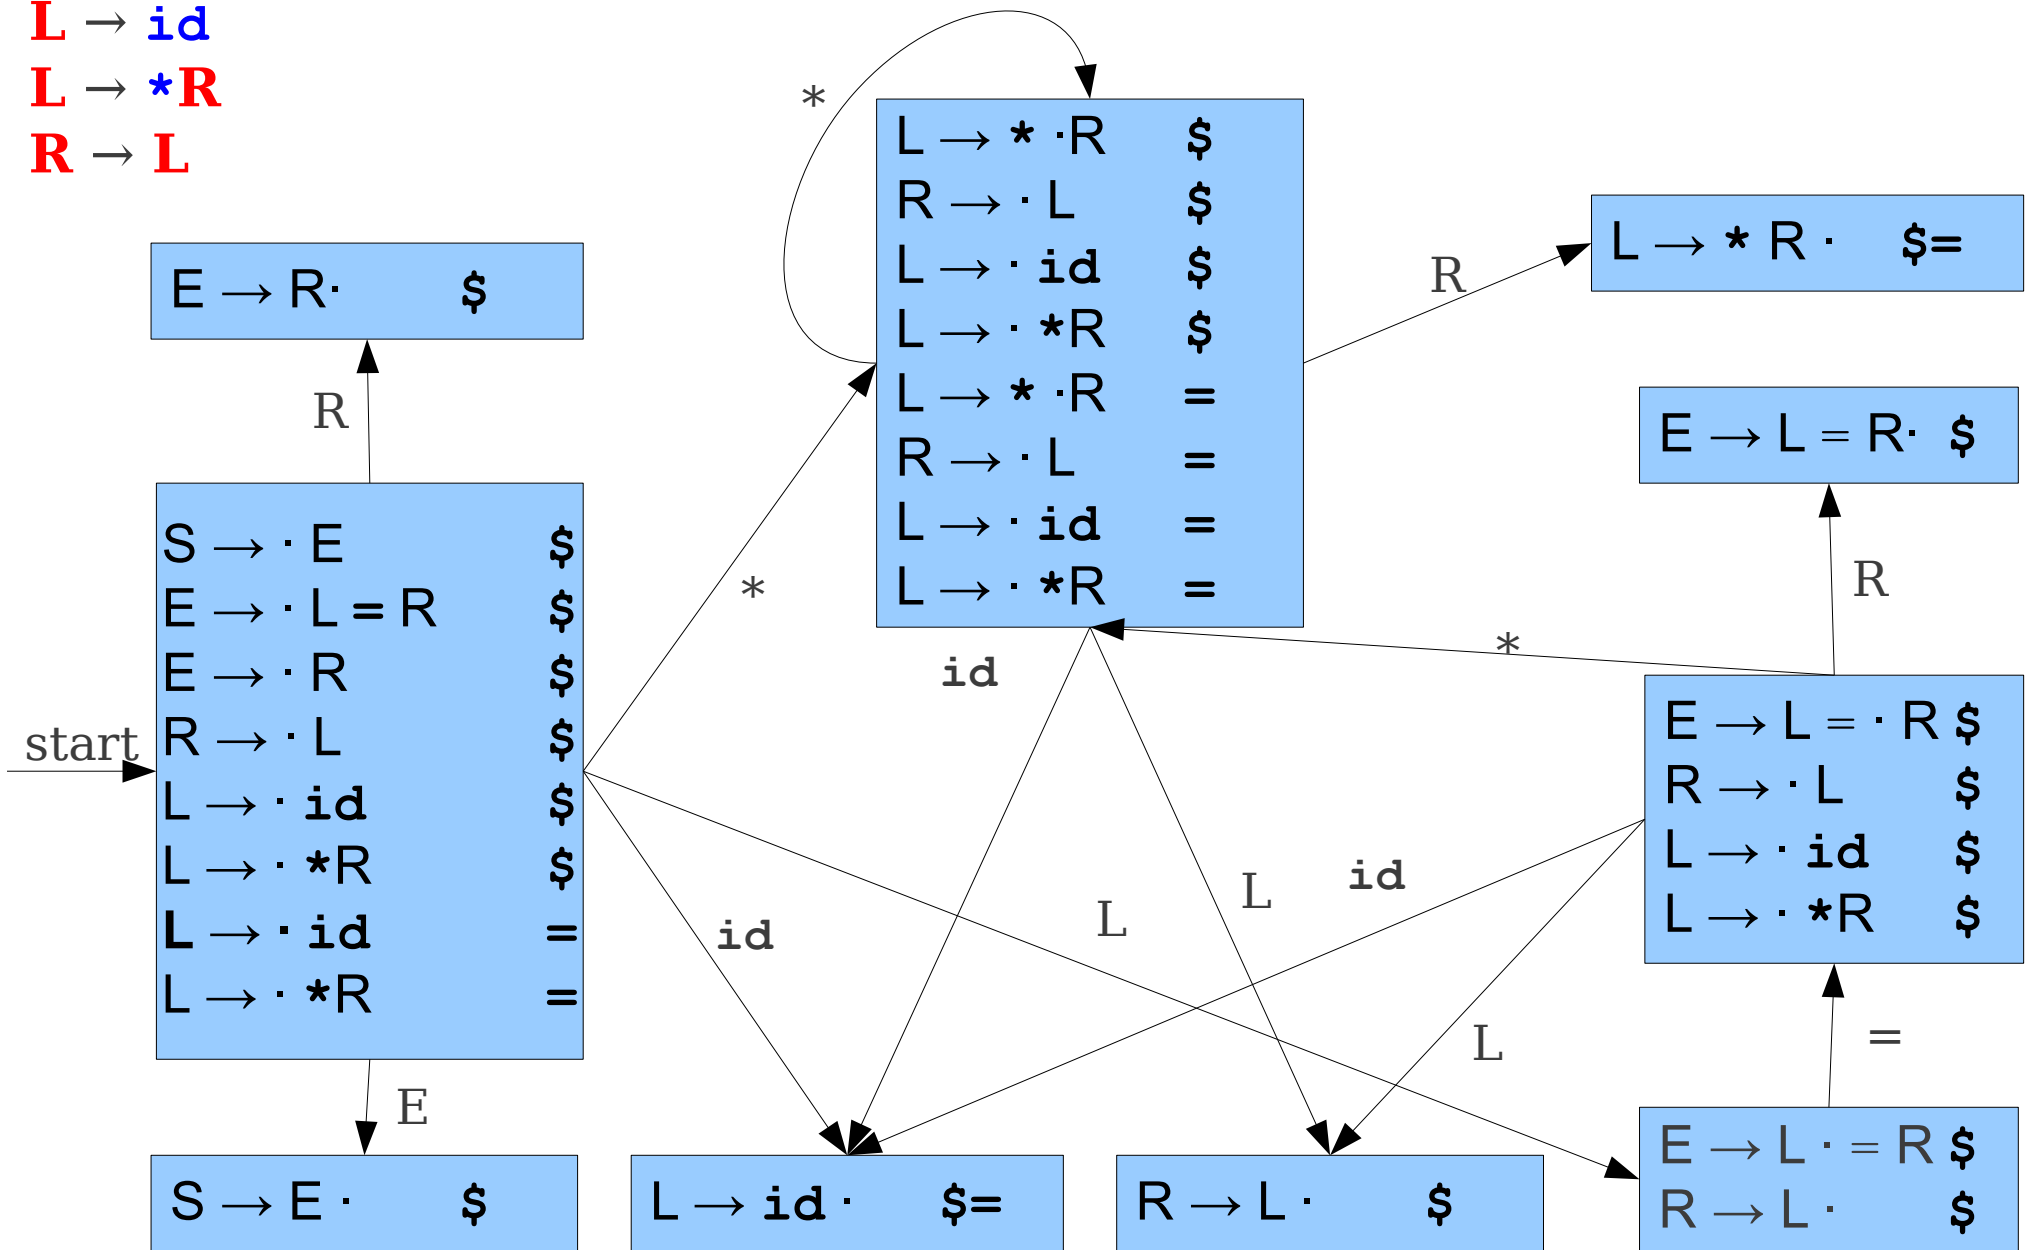 L → id
L → *R
R → L
*
L → * ·R $
R → · L $
L → · id $
L → · *R $
L → * ·R =
R → · L =
L → · id =
L → · *R =
R
L → * R · $=
E → R· $
R
E → L = R· $
R
start
S → · E $
E → · L = R $
E → · R $
R → · L $
L → · id $
L → · *R $
L → · id =
L → · *R =
*
id
*
E → L = · R $
R → · L $
L → · id $
L → · *R $
id
L
L
id
L
=
E
S → E · $
L → id · $=
R → L · $
E → L · = R $
R → L · $